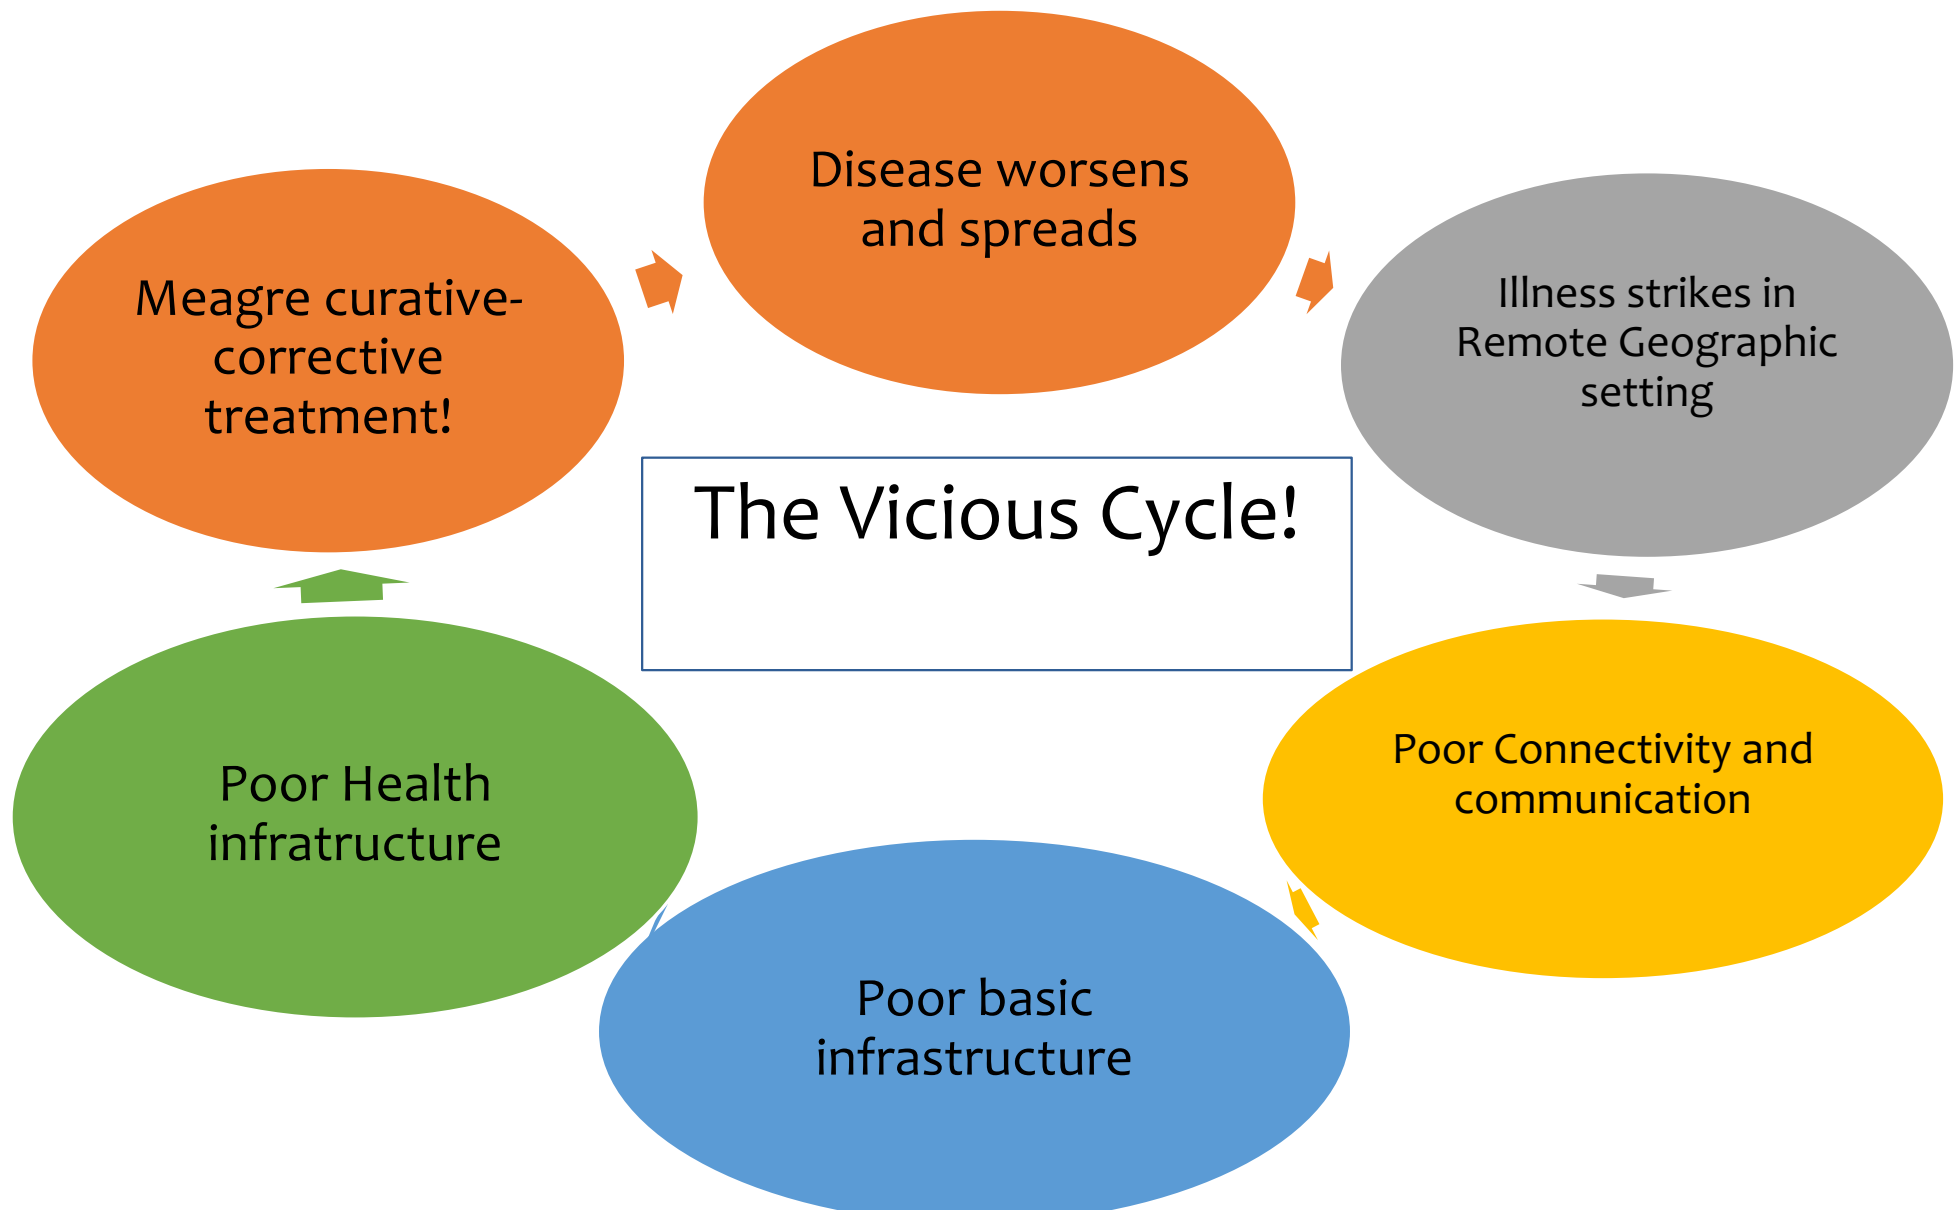 Disease worsens
and spreads
Illness strikes in
Remote Geographic
setting
Poor Connectivity and
communication
Poor basic
infrastructure
Poor Health
infratructure
Meagre curative-
corrective
treatment!
The Vicious Cycle!